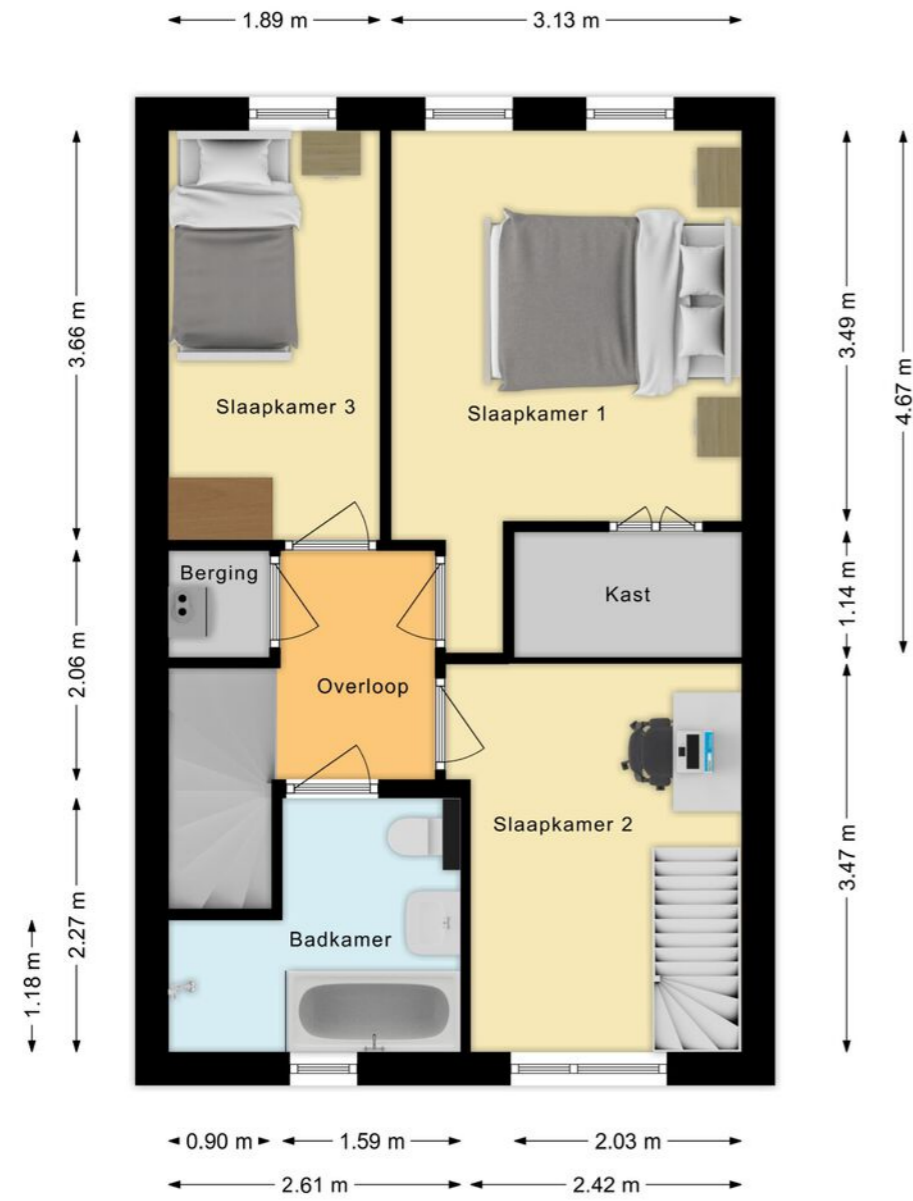 1.89 m
3.13 m
3.66 m
3.49 m
4.67 m
Slaapkamer 3
Slaapkamer 1
Berging
Kast
1.14 m
2.06 m
Overloop
Slaapkamer 2
3.47 m
2.27 m
Badkamer
1.18 m
0.90 m
1.59 m
2.03 m
2.61 m
2.42 m